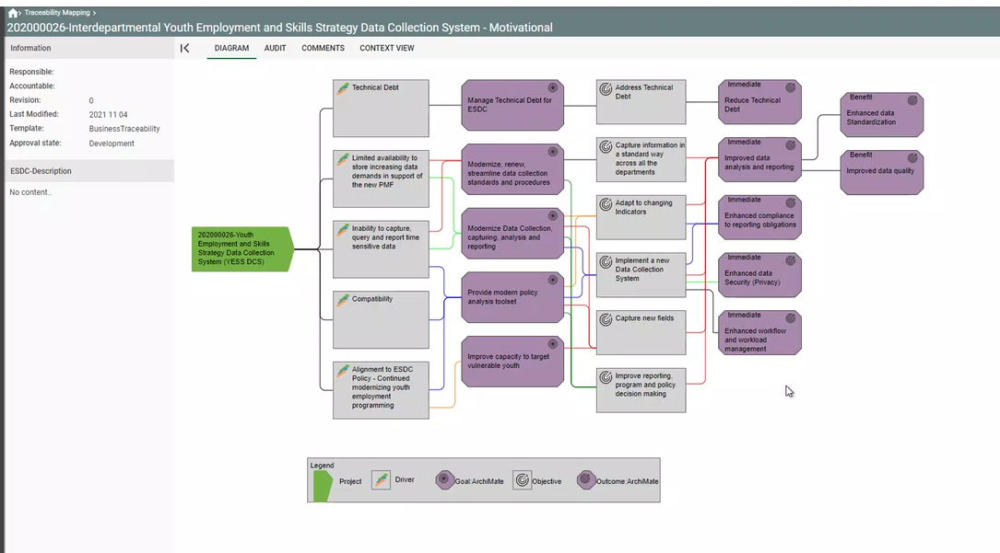 Traceability Mapping
202000026-Interdepartmental Youth Employment and Skills Strategy Data Collection System - Motivational
Information
DIAGRAM
AUDIT
COMMENTS
CONTEXT VIEW
Responsible:
Accountable:
Revision: 0
Last Modified: 2021 11 04
Template: BusinessTraceability
Approval state: Development
ESDC-Description
No content..
202000026-Youth
Employment and Skills
Strategy Data Collection
System (YESS DCS)
Technical Debt
Limited availability to
store increasing data
demands in support of
the new PMF
Inability to capture,
query and report time
sensitive data
Compatibility
Alignment to ESDC
Policy - Continued
modernizing youth
employment
programming
Manage Technical Debt for
ESDC
Modernize, renew,
streamline data collection
standards and procedures
Modernize Data Collection,
capturing, analysis and
reporting
Provide modern policy
analysis toolset
Improve capacity to target
vulnerable youth
Address Technical
Debt
Capture information in
a standard way
across all the
departments
Adapt to changing
Indicators
Implement a new
Data Collection
System
Capture new fields
Improve reporting,
program and policy
decision making
Immediate
Reduce Technical
Debt
Immediate
Improved data
analysis and reporting
Immediate
Enhanced compliance
to reporting obligations
Immediate
Enhanced data
Security (Privacy)
Immediate
Enhanced workflow
and workload
management
Benefit
Enhanced data
Standardization
Benefit
Improved data quality
Legend
Project
Driver
Goal:ArchiMate
Objective
Outcome:ArchiMate